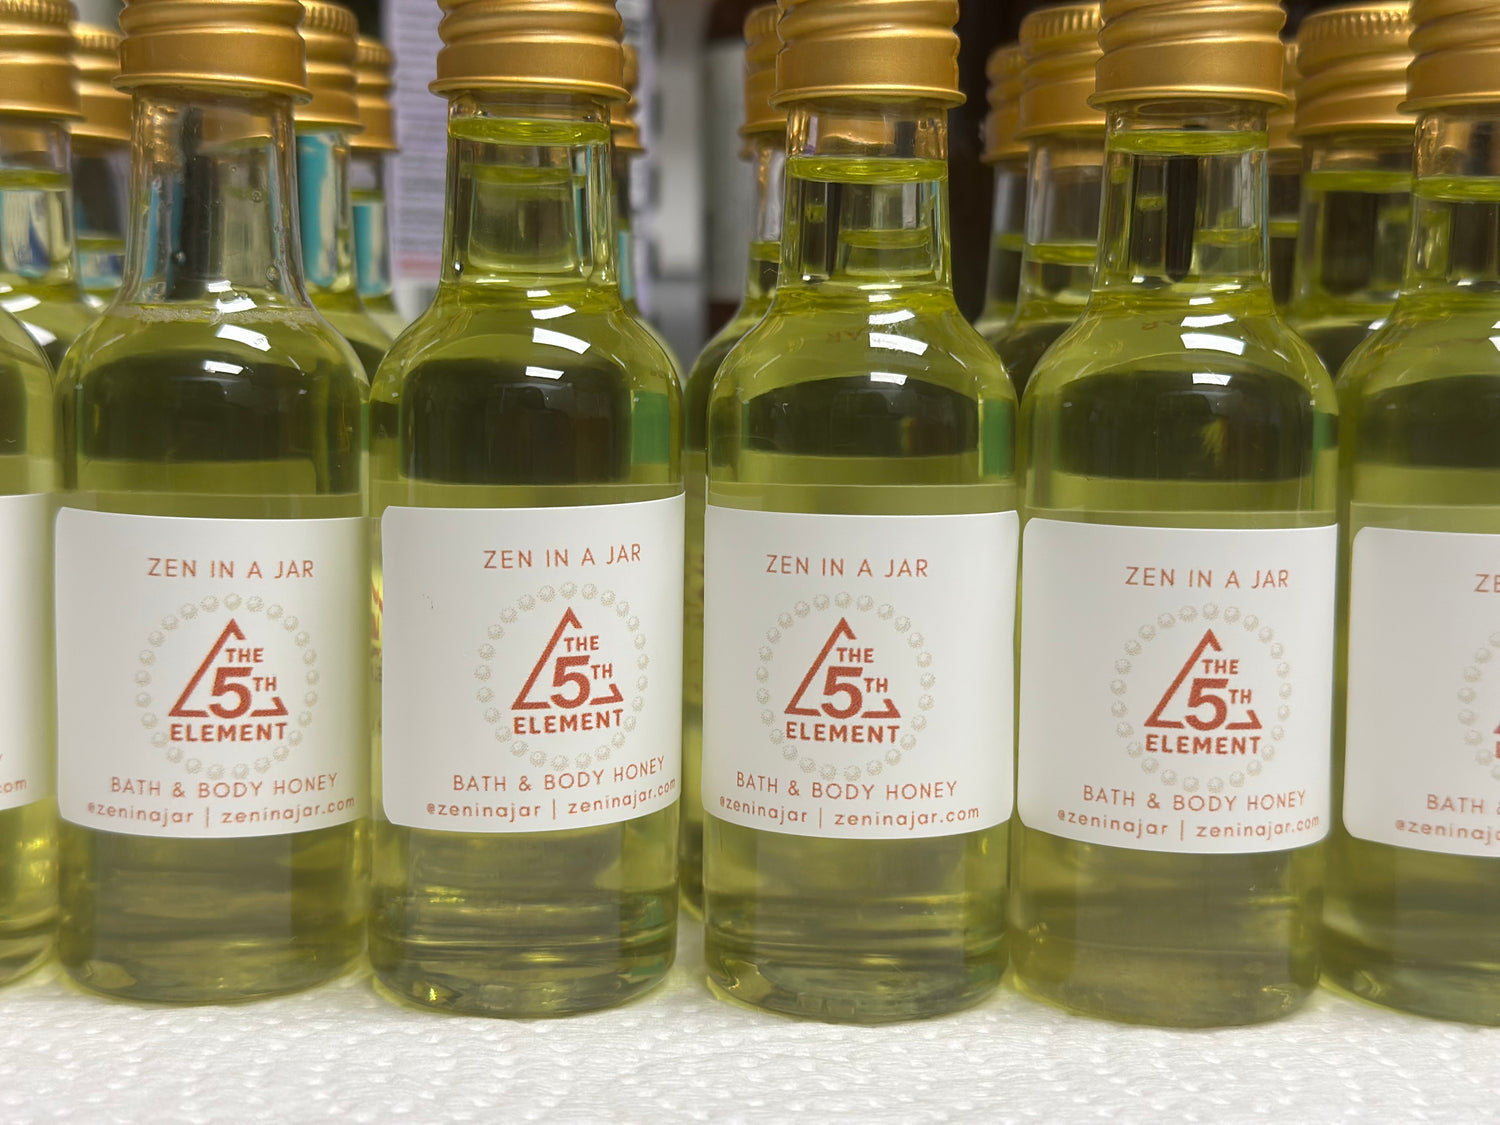 ZEN IN A JAR
THE
5TH
ELEMENT
BATH & BODY HONEY
@zeninajar | zeninajar.com
ZEN IN A JAR
THE
5TH
ELEMENT
BATH & BODY HONEY
@zeninajar | zeninajar.com
ZEN IN A JAR
THE
5TH
ELEMENT
BATH & BODY HONEY
@zeninajar | zeninajar.com
ZEN IN A JAR
THE
5TH
ELEMENT
BATH & BODY HONEY
@zeninajar | zeninajar.com
BATH &